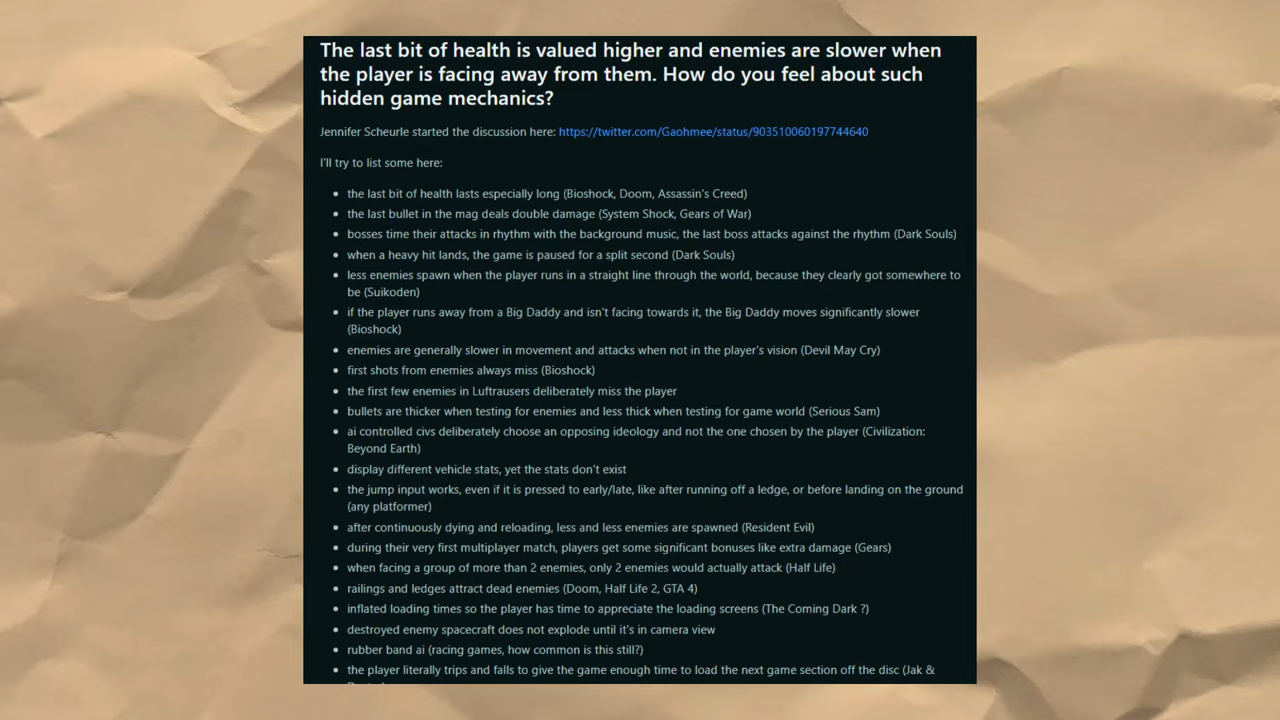 The last bit of health is valued higher and enemies are slower when
the player is facing away from them. How do you feel about such
hidden game mechanics?
Jennifer Scheurle started the discussion here: https://twitter.com/Gaohmee/status/903510060197744640
I'll try to list some here:
• the last bit of health lasts especially long (Bioshock, Doom, Assassin's Creed)
• the last bullet in the mag deals double damage (System Shock, Gears of War)
• bosses time their attacks in rhythm with the background music, the last boss attacks against the rhythm (Dark Souls)
• when a heavy hit lands, the game is paused for a split second (Dark Souls)
• less enemies spawn when the player runs in a straight line through the world, because they clearly got somewhere to
be (Suikoden)
• if the player runs away from a Big Daddy and isn't facing towards it, the Big Daddy moves significantly slower
(Bioshock)
• enemies are generally slower in movement and attacks when not in the player's vision (Devil May Cry)
• first shots from enemies always miss (Bioshock)
• the first few enemies in Luftrausers deliberately miss the player
• bullets are thicker when testing for enemies and less thick when testing for game world (Serious Sam)
• ai controlled civs deliberately choose an opposing ideology and not the one chosen by the player (Civilization:
Beyond Earth)
• display different vehicle stats, yet the stats don't exist
• the jump input works, even if it is pressed to early/late, like after running off a ledge, or before landing on the ground
(any platformer)
• after continuously dying and reloading, less and less enemies are spawned (Resident Evil)
• during their very first multiplayer match, players get some significant bonuses like extra damage (Gears)
• when facing a group of more than 2 enemies, only 2 enemies would actually attack (Half Life)
• railings and ledges attract dead enemies (Doom, Half Life 2, GTA 4)
• inflated loading times so the player has time to appreciate the loading screens (The Coming Dark ?)
• destroyed enemy spacecraft does not explode until it's in camera view
• rubber band ai (racing games, how common is this still?)
• the player literally trips and falls to give the game enough time to load the next game section off the disc (Jak &